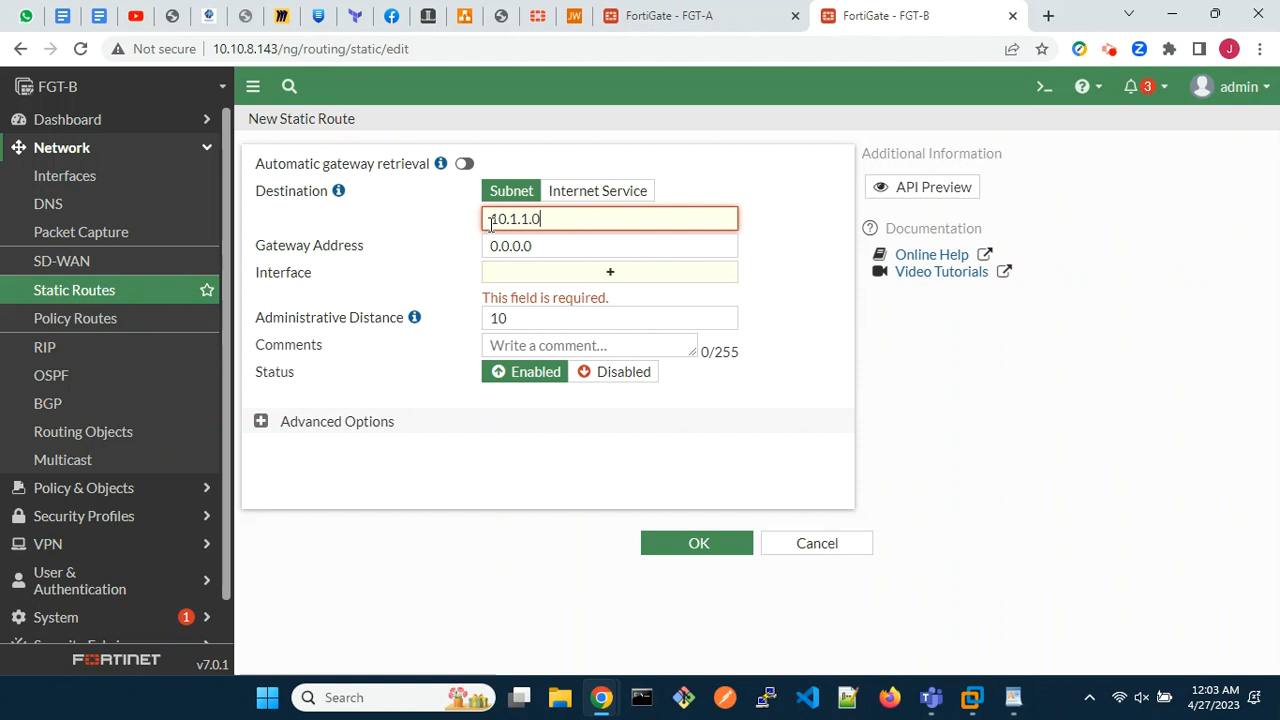 FortiGate - FGT-A
FortiGate - FGT-B
Not secure
10.10.8.143/ng/routing/static/edit
FGT-B
3
admin
Dashboard
Network
Interfaces
DNS
Packet Capture
SD-WAN
Static Routes
Policy Routes
RIP
OSPF
BGP
Routing Objects
Multicast
Policy & Objects
Security Profiles
VPN
User &
Authentication
System
1
FORTINET
v7.0.1
New Static Route
Automatic gateway retrieval
Destination
Subnet
Internet Service
10.1.1.0
Gateway Address
0.0.0.0
Interface
+
This field is required.
Administrative Distance
10
Comments
Write a comment...
0/255
Status
Enabled
Disabled
Advanced Options
OK
Cancel
Additional Information
API Preview
Documentation
Online Help
Video Tutorials
Search
12:03 AM
4/27/2023